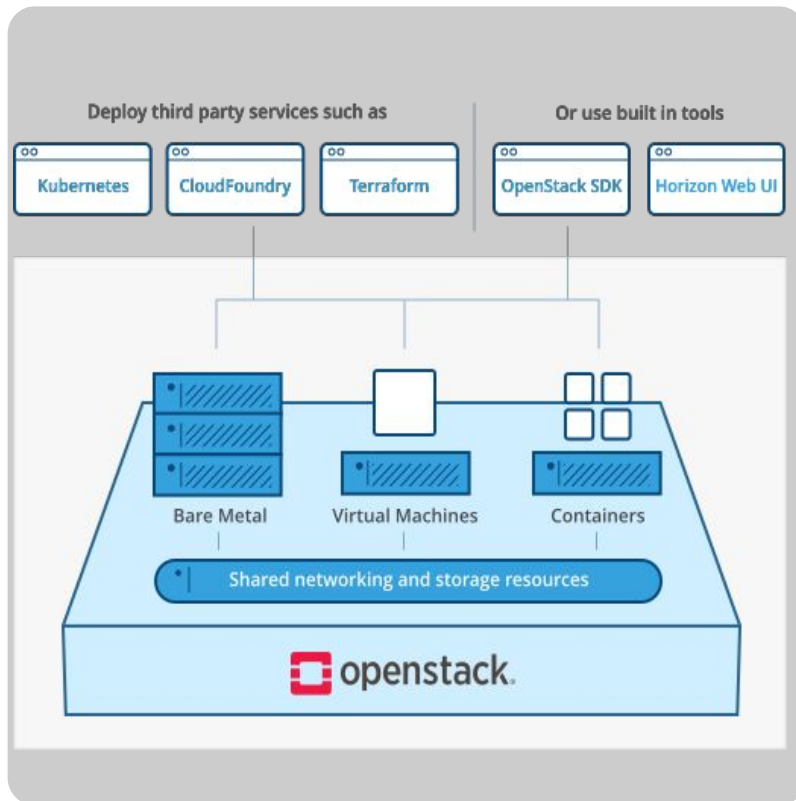 Deploy third party services such as
Or use built in tools
Kubernetes
CloudFoundry
Terraform
OpenStack SDK
Horizon Web UI
Bare Metal
Virtual Machines
Containers
Shared networking and storage resources
openstack.